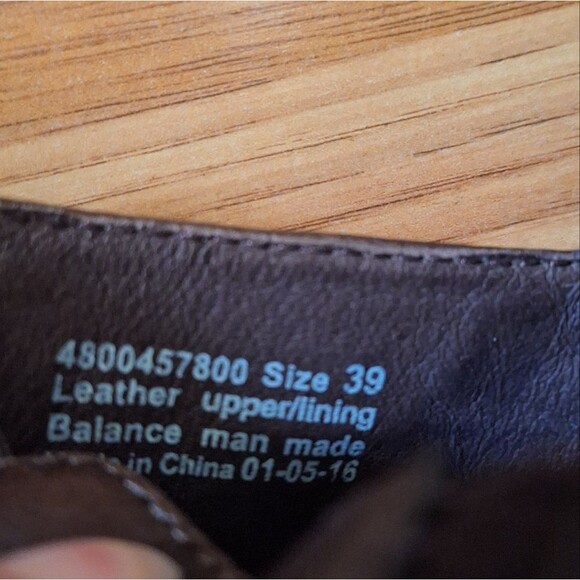 4800457800 Size 39
Leather upper/lining
Balance man made
in China 01-05-16